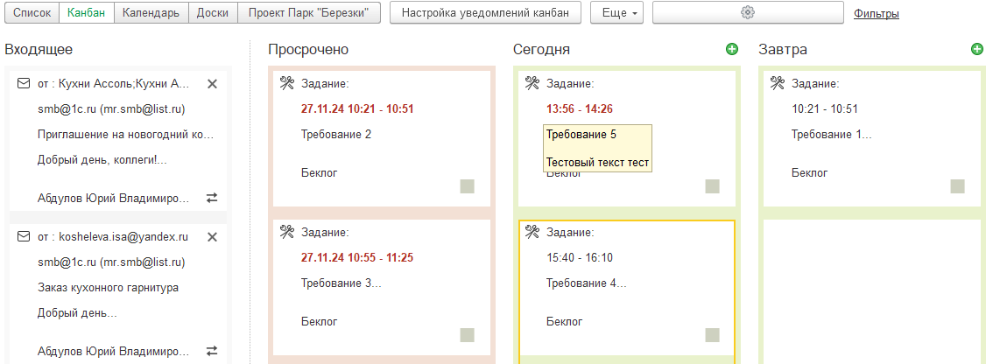 Список Канбан Календарь Доски Проект Парк "Березки" Настройка уведомлений канбан Еще Фильтры
Входящее
от : Кухни Ассоль;Кухни А...
smb@1c.ru (mr.smb@list.ru)
Приглашение на новогодний ко...
Добрый день, коллеги!...
Абдулов Юрий Владимиро...
от : kosheleva.isa@yandex.ru
smb@1c.ru (mr.smb@list.ru)
Заказ кухонного гарнитура
Добрый день...
Абдулов Юрий Владимиро...
Просрочено
Задание:
27.11.24 10:21 - 10:51
Требование 2
Беклог
Задание:
27.11.24 10:55 - 11:25
Требование 3...
Беклог
Сегодня
Задание:
13:56 - 14:26
Требование 5
Тестовый текст тест
Беклог
Задание:
15:40 - 16:10
Требование 4...
Беклог
Завтра
Задание:
10:21 - 10:51
Требование 1...
Беклог